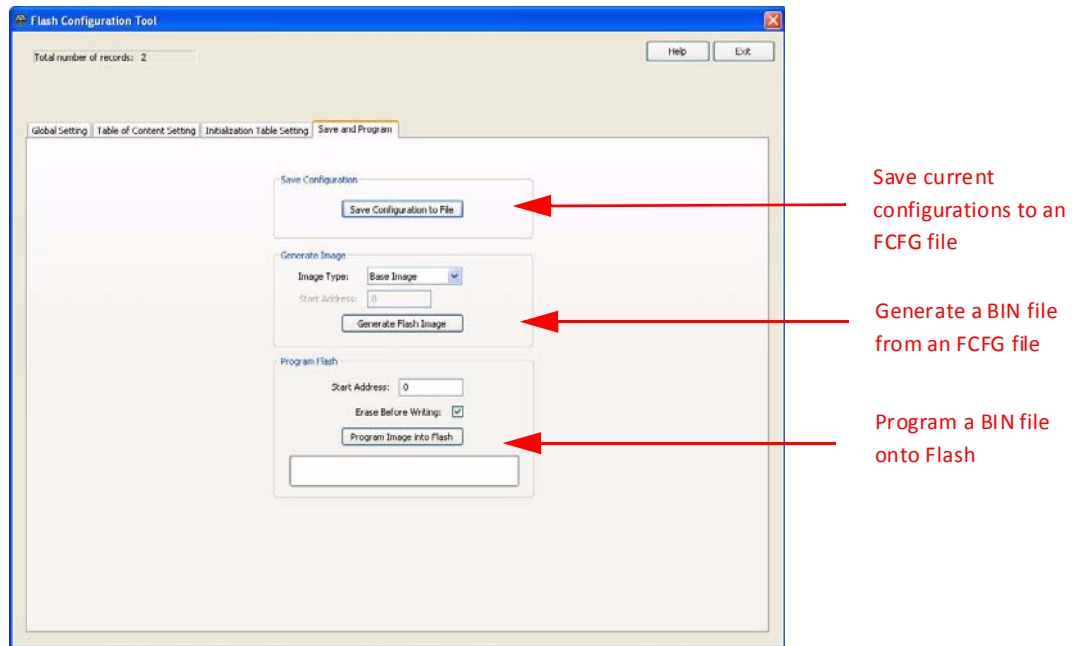 Flash Configuration Tool
Total number of records: 2
Help
Exit
Global Setting
Table of Content Setting
Initialization Table Setting
Save and Program
Save Configuration
Save Configuration to File
Save current
configurations to an
FCFG file
Generate Image
Image Type: Base Image
Start Address: 0
Generate Flash Image
Generate a BIN file
from an FCFG file
Program Flash
Start Address: 0
Erase Before Writing:
Program Image into Flash
Program a BIN file
onto Flash